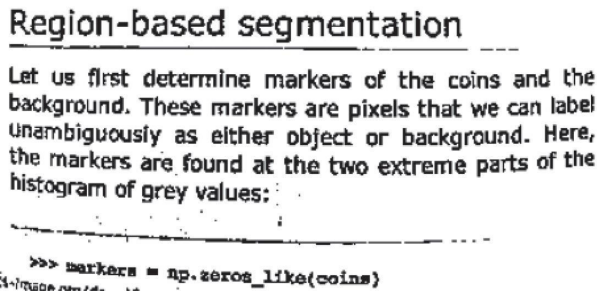 Region-based segmentation
Let us first determine markers of the coins and the
background. These markers are pixels that we can label
unambiguously as either object or background. Here,
the markers are found at the two extreme parts of the
histogram of grey values:
>>> markers = np.zeros_like(coins)